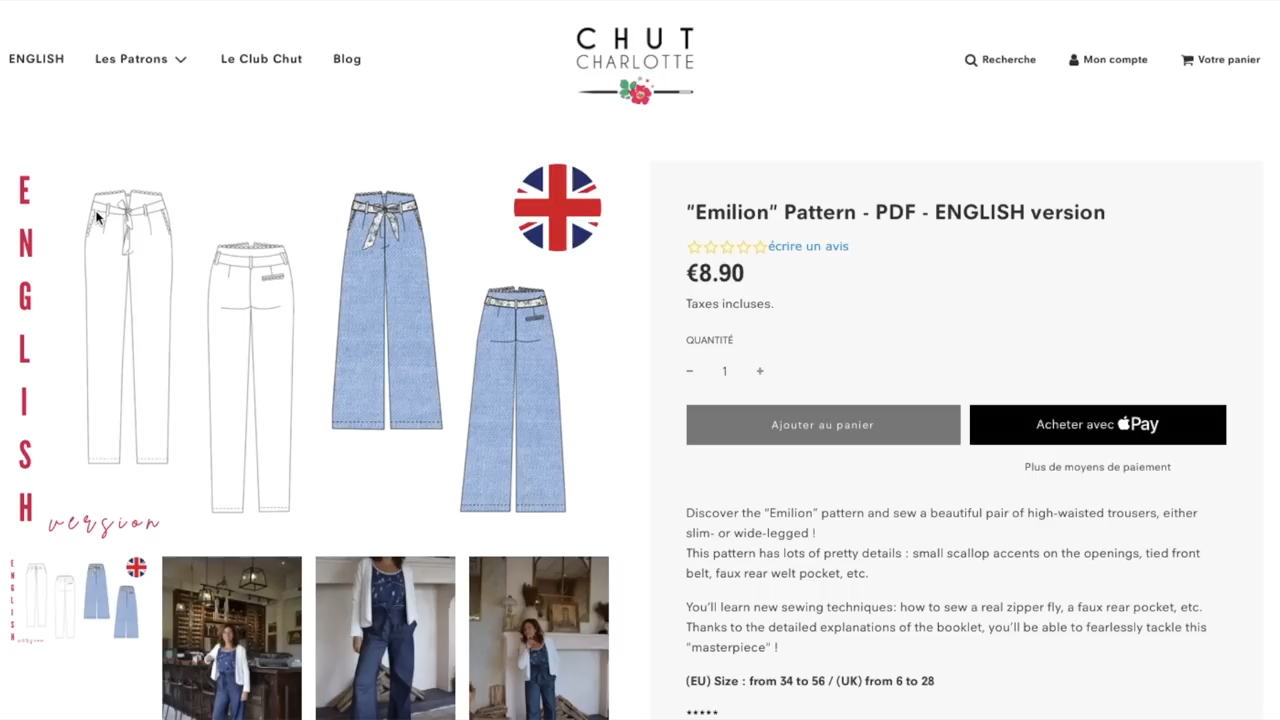 ENGLISH
Les Patrons
Le Club Chut
Blog
CHUT
CHARLOTTE
Recherche
Mon compte
Votre panier
ENGLISH
version
"Emilion" Pattern - PDF - ENGLISH version
écrire un avis
€8.90
Taxes incluses.
QUANTITÉ
− 1 +
Ajouter au panier
Acheter avec Pay
Plus de moyens de paiement
Discover the "Emilion" pattern and sew a beautiful pair of high-waisted trousers, either
slim- or wide-legged !
This pattern has lots of pretty details : small scallop accents on the openings, tied front
belt, faux rear welt pocket, etc.
You'll learn new sewing techniques: how to sew a real zipper fly, a faux rear pocket, etc.
Thanks to the detailed explanations of the booklet, you'll be able to fearlessly tackle this
"masterpiece" !
(EU) Size : from 34 to 56 / (UK) from 6 to 28
*****
ENGLISH
version